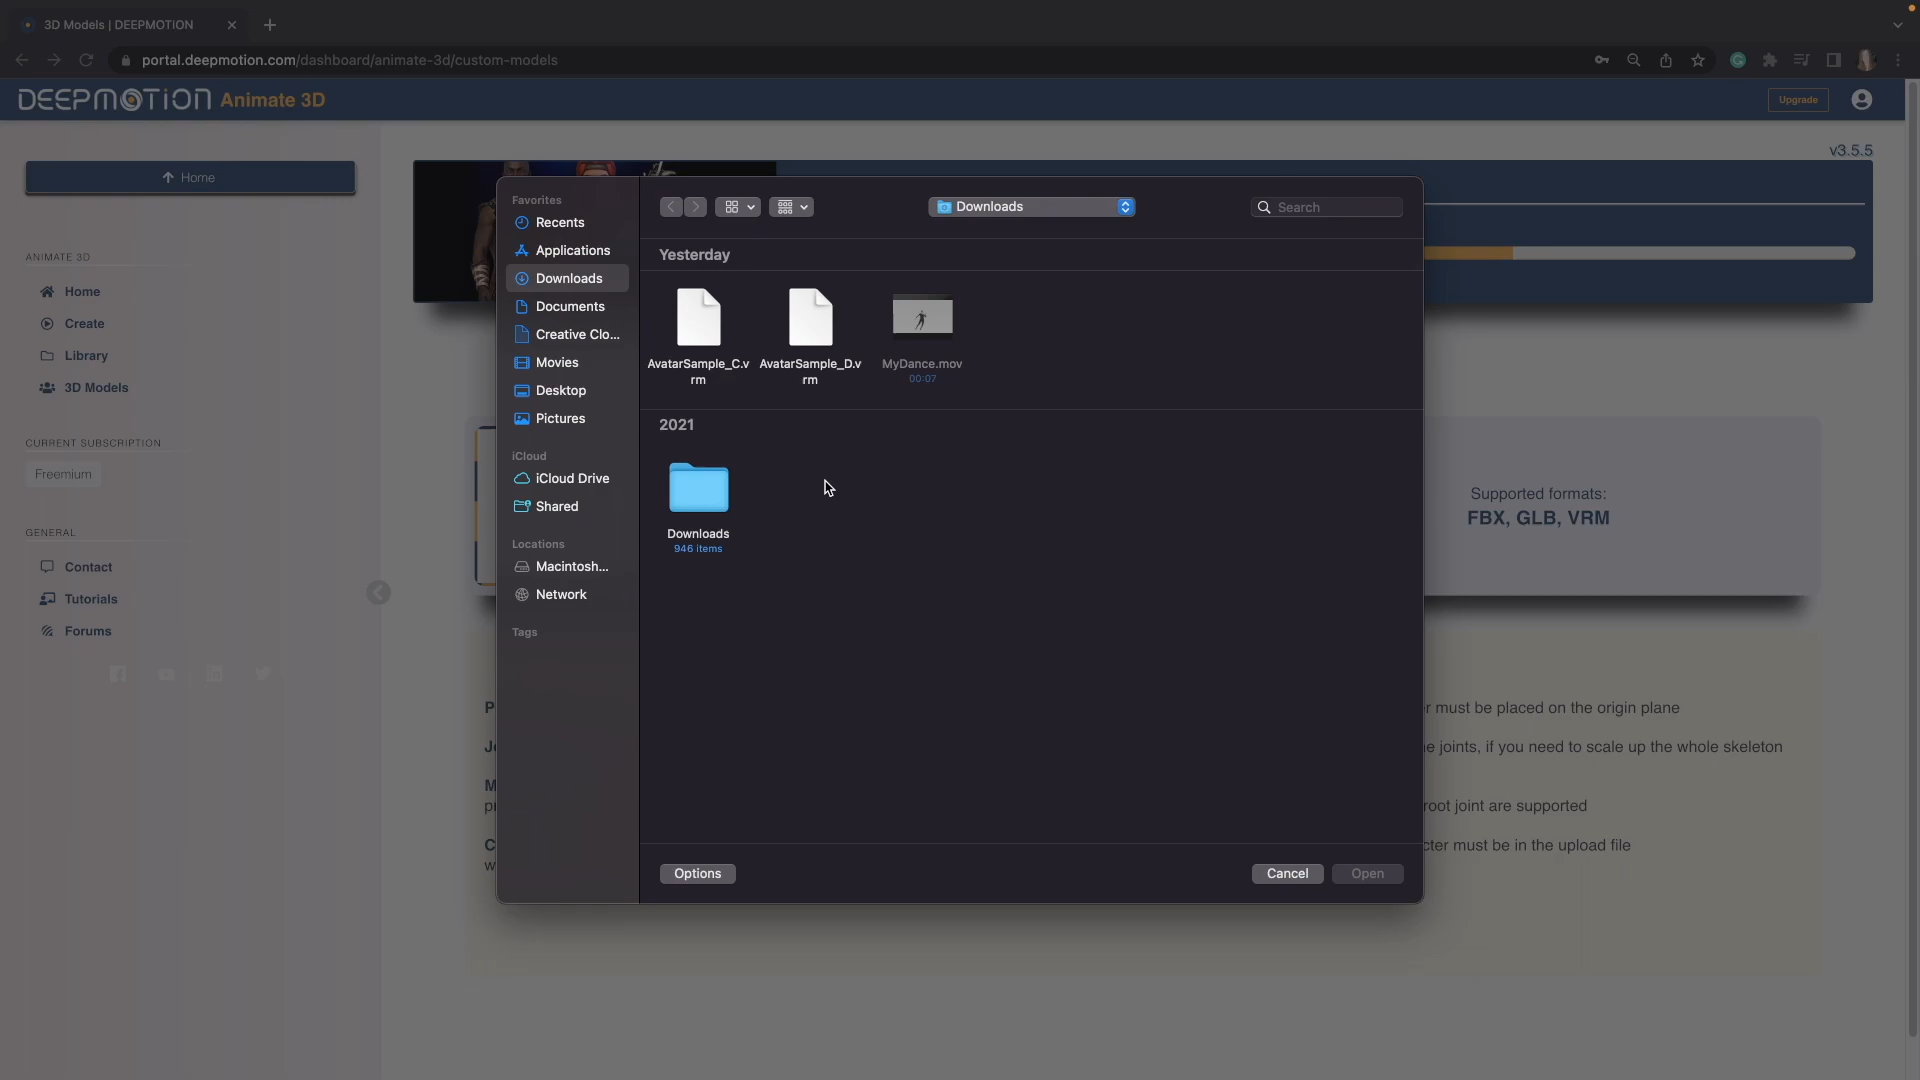 3D Models | DEEPMOTION
portal.deepmotion.com/dashboard/animate-3d/custom-models
DEEPMOTION Animate 3D
Upgrade
Home
v3.5.5
ANIMATE 3D
Home
Create
Library
3D Models
CURRENT SUBSCRIPTION
Freemium
GENERAL
Contact
Tutorials
Forums
Favorites
Recents
Applications
Downloads
Documents
Creative Clo...
Movies
Desktop
Pictures
iCloud
iCloud Drive
Shared
Locations
Macintosh...
Network
Tags
Downloads
Search
Yesterday
AvatarSample_C.v
rm
AvatarSample_D.v
rm
MyDance.mov
00:07
2021
Downloads
946 items
Options
Cancel
Open
Supported formats:
FBX, GLB, VRM
must be placed on the origin plane
joints, if you need to scale up the whole skeleton
root joint are supported
must be in the upload file